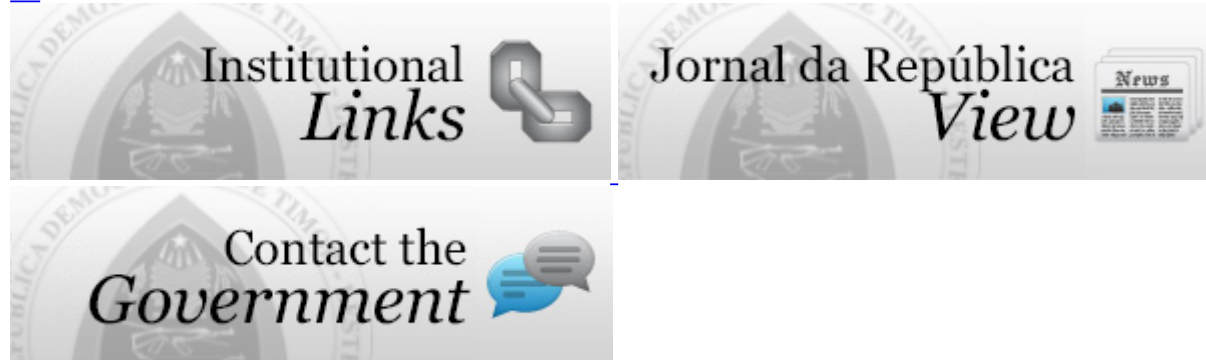 Institutional
Links
Jornal da República
View
News
Contact the
Government